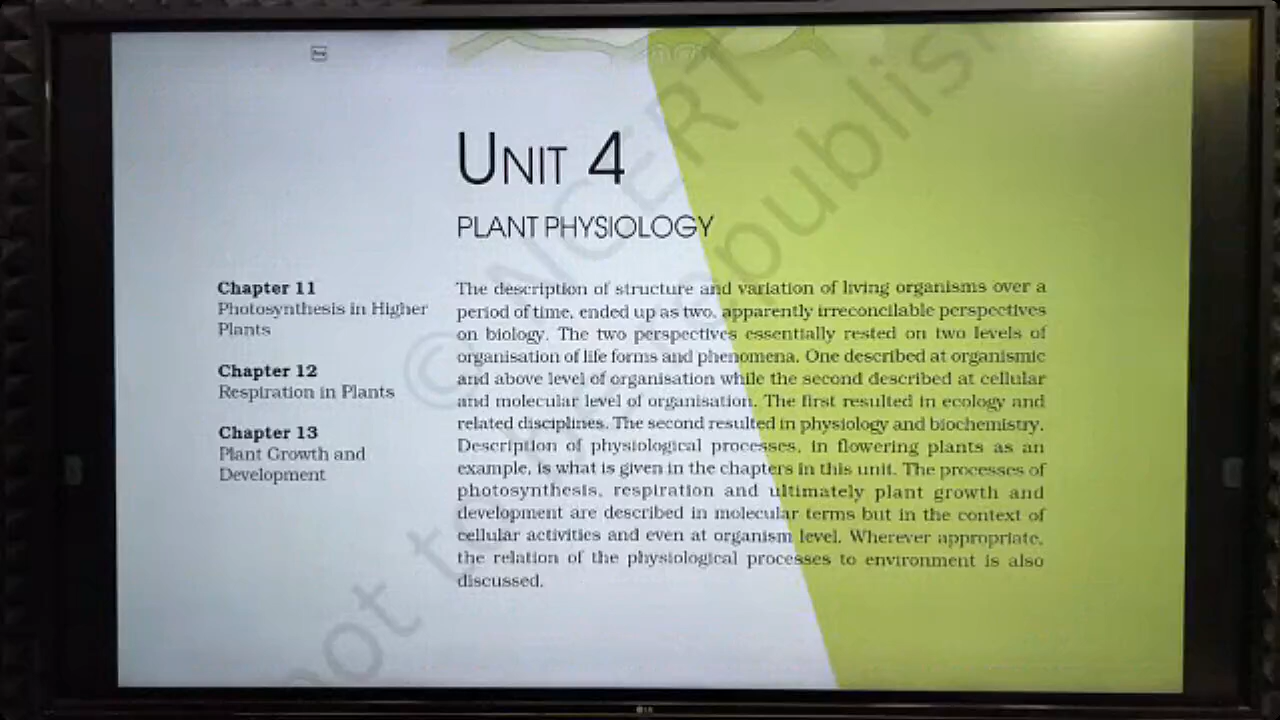 UNIT 4
PLANT PHYSIOLOGY
Chapter 11
Photosynthesis in Higher
Plants
Chapter 12
Respiration in Plants
Chapter 13
Plant Growth and
Development
The description of structure and variation of living organisms over a
period of time, ended up as two, apparently irreconcilable perspectives
on biology. The two perspectives essentially rested on two levels of
organisation of life forms and phenomena. One described at organismic
and above level of organisation while the second described at cellular
and molecular level of organisation. The first resulted in ecology and
related disciplines. The second resulted in physiology and biochemistry.
Description of physiological processes, in flowering plants as an
example, is what is given in the chapters in this unit. The processes of
photosynthesis, respiration and ultimately plant growth and
development are described in molecular terms but in the context of
cellular activities and even at organism level. Wherever appropriate,
the relation of the physiological processes to environment is also
discussed.
© NCERT
not to be republish
LG